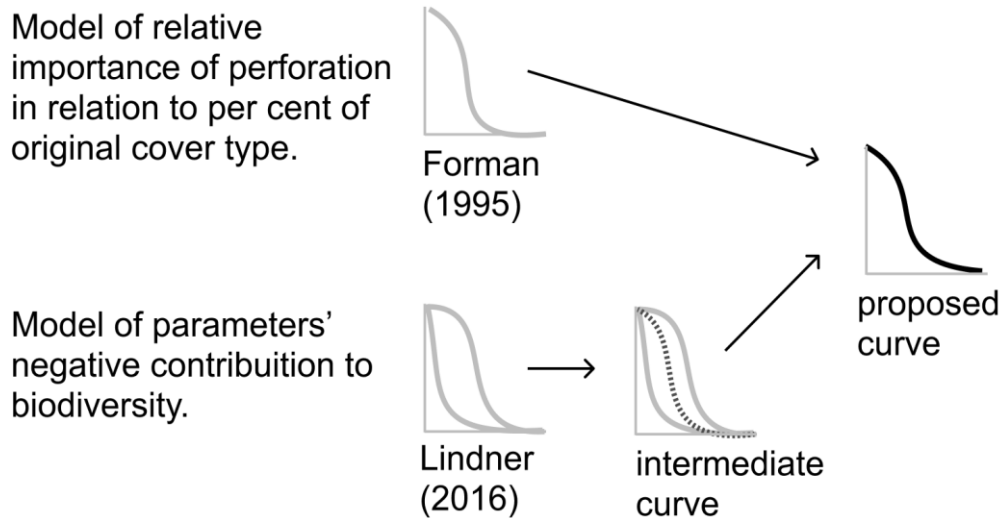 Model of relative
importance of perforation
in relation to per cent of
original cover type.
Forman
(1995)
proposed
curve
Model of parameters’
negative contribuition to
biodiversity.
Lindner
(2016)
intermediate
curve